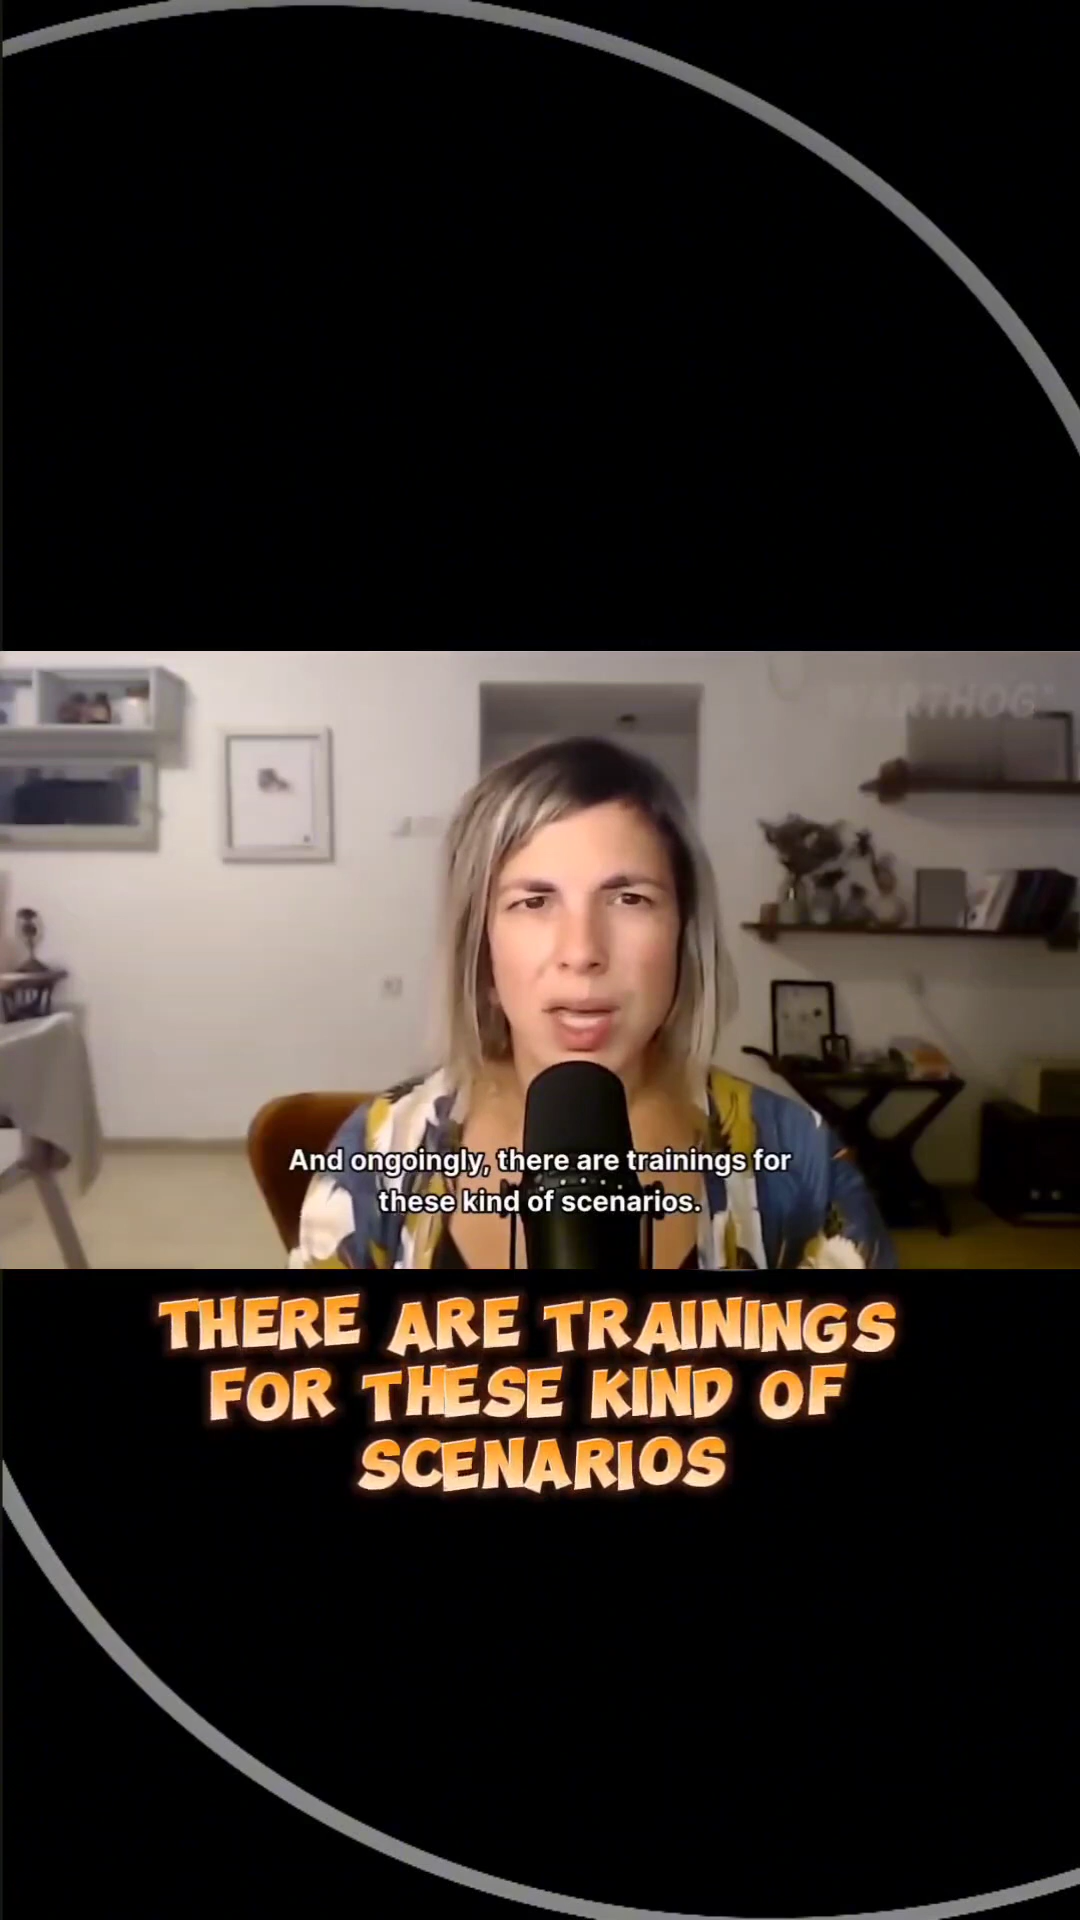 And ongoingly, there are trainings for
these kind of scenarios.
THERE ARE TRAININGS
FOR THESE KIND OF
SCENARIOS